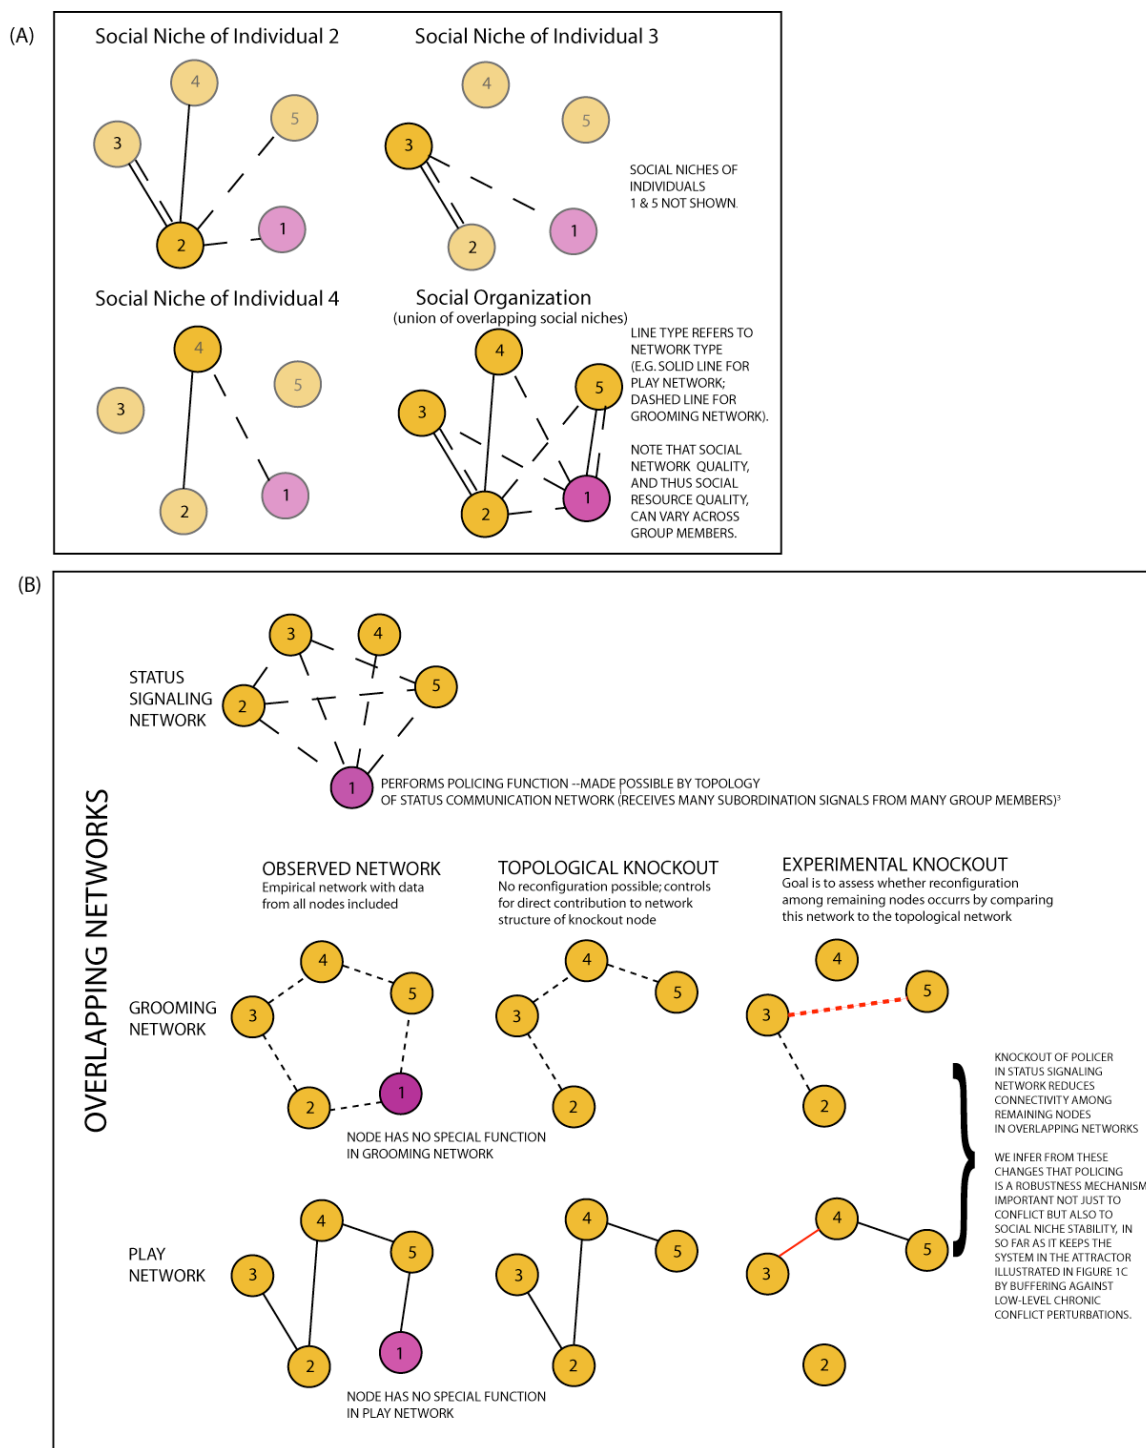 (A)
Social Niche of Individual 2
4
5
3
2
1
Social Niche of Individual 3
4
5
3
2
1
SOCIAL NICHES OF
INDIVIDUALS
1 & 5 NOT SHOWN.
Social Niche of Individual 4
4
5
3
2
1
Social Organization
(union of overlapping social niches)
4
5
3
2
1
LINE TYPE REFERS TO
NETWORK TYPE
(E.G. SOLID LINE FOR
PLAY NETWORK;
DASHED LINE FOR
GROOMING NETWORK).
NOTE THAT SOCIAL
NETWORK QUALITY,
AND THUS SOCIAL
RESOURCE QUALITY,
CAN VARY ACROSS
GROUP MEMBERS.
(B)
OVERLAPPING NETWORKS
STATUS
SIGNALING
NETWORK
3
4
5
2
1
PERFORMS POLICING FUNCTION --MADE POSSIBLE BY TOPOLOGY
OF STATUS COMMUNICATION NETWORK (RECEIVES MANY SUBORDINATION SIGNALS FROM MANY GROUP MEMBERS)³
OBSERVED NETWORK
Empirical network with data
from all nodes included
TOPOLOGICAL KNOCKOUT
No reconfiguration possible; controls
for direct contribution to network
structure of knockout node
EXPERIMENTAL KNOCKOUT
Goal is to assess whether reconfiguration
among remaining nodes occurrs by comparing
this network to the topological network
GROOMING
NETWORK
4
5
3
2
1
NODE HAS NO SPECIAL FUNCTION
IN GROOMING NETWORK
4
5
3
2
4
5
3
2
PLAY
NETWORK
4
5
3
2
1
NODE HAS NO SPECIAL FUNCTION
IN PLAY NETWORK
4
5
3
2
4
5
3
2
}
KNOCKOUT OF POLICER
IN STATUS SIGNALING
NETWORK REDUCES
CONNECTIVITY AMONG
REMAINING NODES
IN OVERLAPPING NETWORKS
WE INFER FROM THESE
CHANGES THAT POLICING
IS A ROBUSTNESS MECHANISM
IMPORTANT NOT JUST TO
CONFLICT BUT ALSO TO
SOCIAL NICHE STABILITY, IN
SO FAR AS IT KEEPS THE
SYSTEM IN THE ATTRACTOR
ILLUSTRATED IN FIGURE 1C
BY BUFFERING AGAINST
LOW-LEVEL CHRONIC
CONFLICT PERTURBATIONS.